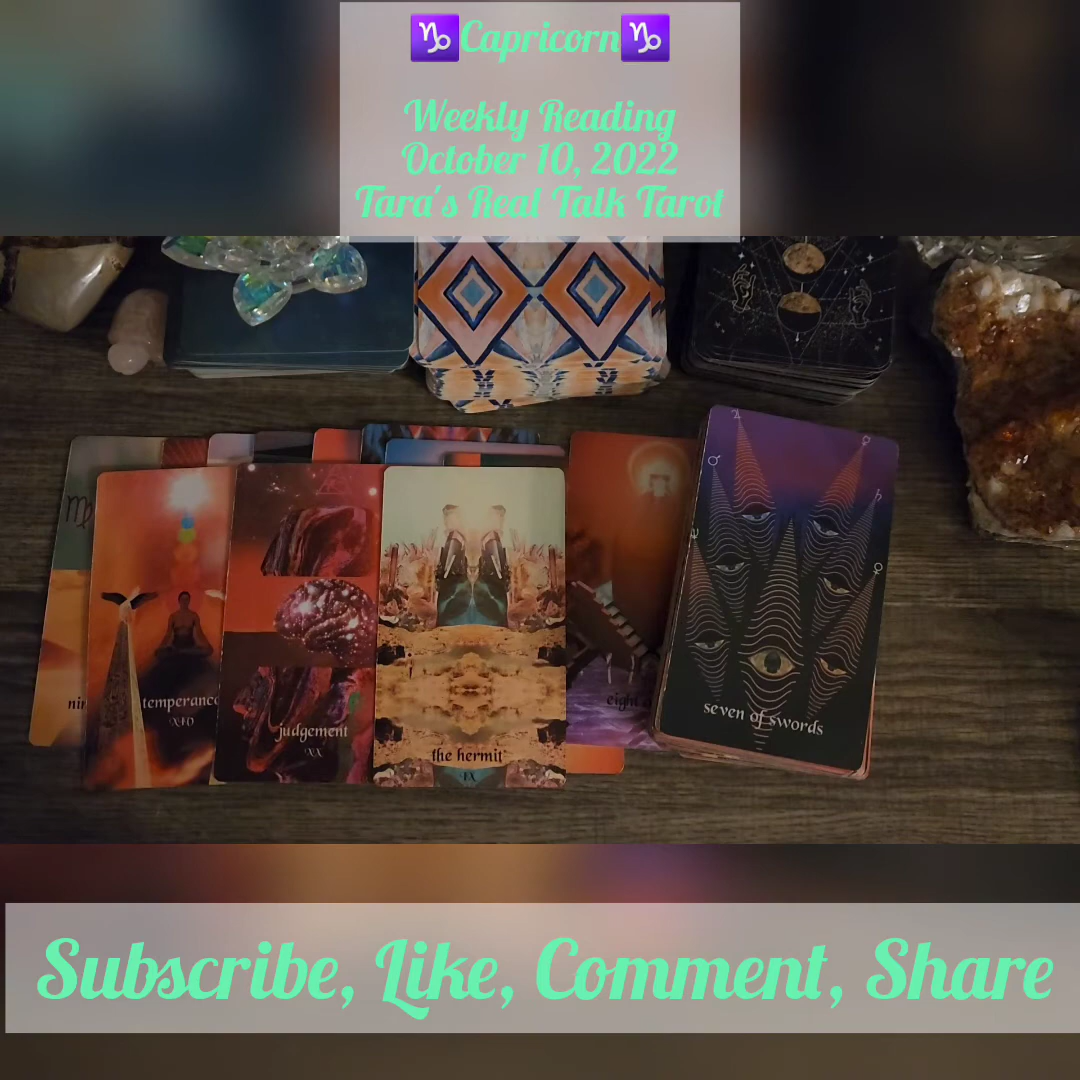 ♑Capricorn♑
Weekly Reading
October 10, 2022
Tara's Real Talk Tarot
temperance
judgement
XX
the hermit
IX
seven of swords
Subscribe, Like, Comment, Share